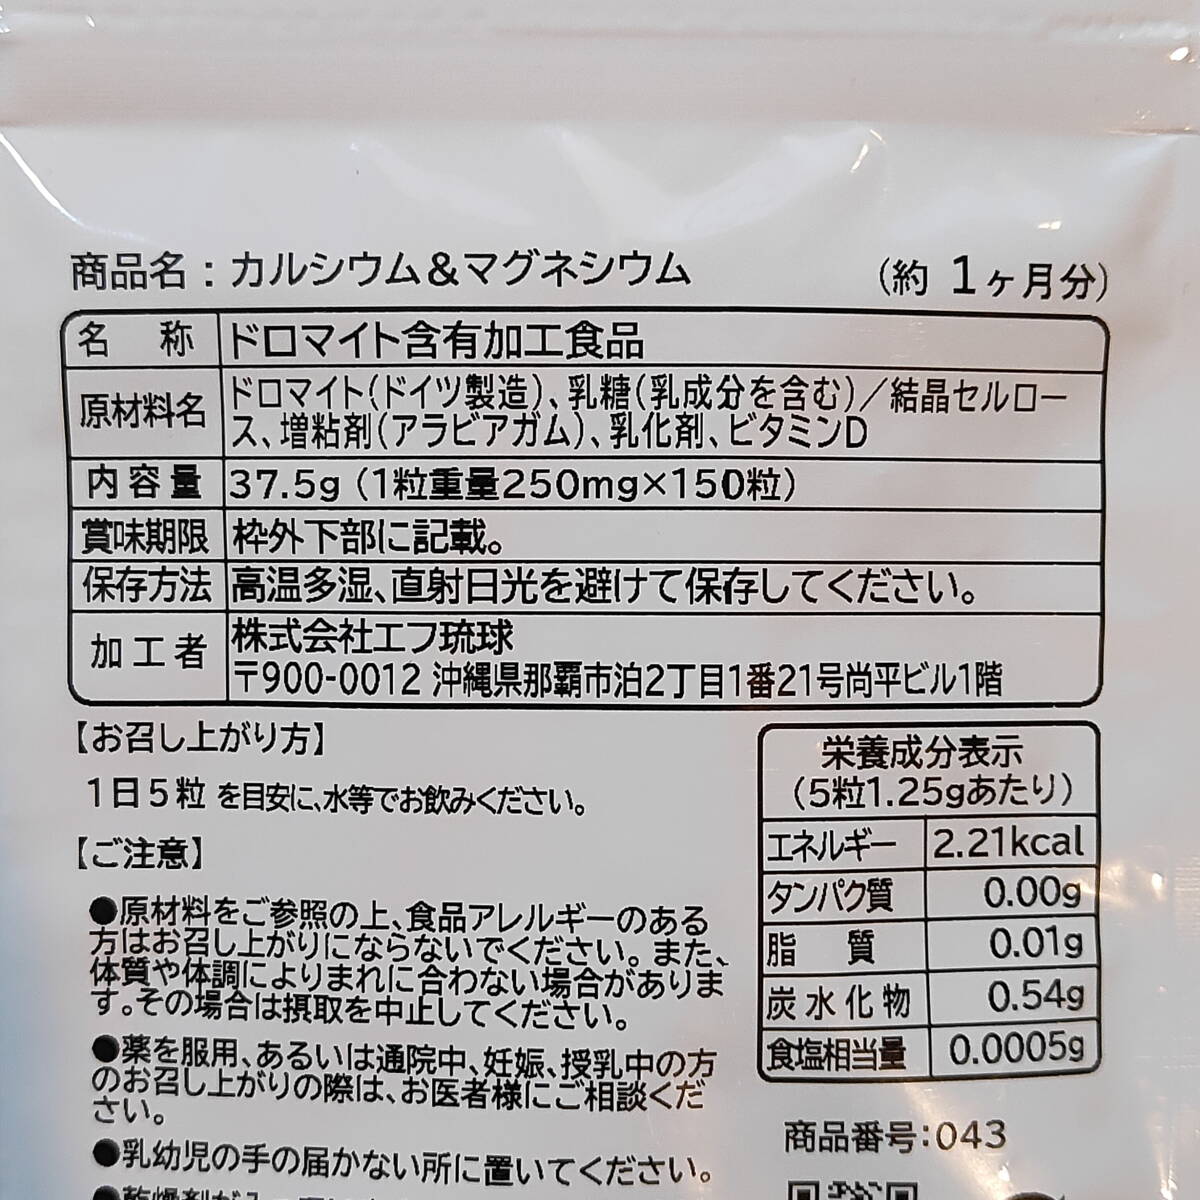 商品名：カルシウム＆マグネシウム （約 1ヶ月分）
名 称 ドロマイト含有加工食品
原材料名 ドロマイト（ドイツ製造）、乳糖（乳成分を含む）／結晶セルロー
ス、増粘剤（アラビアガム）、乳化剤、ビタミンD
内容量 37.5g（1粒重量250mg×150粒）
賞味期限 枠外下部に記載。
保存方法 高温多湿、直射日光を避けて保存してください。
加工者 株式会社エフ琉球
〒900-0012 沖縄県那覇市泊2丁目1番21号尚平ビル1階
【お召し上がり方】
1日5粒 を目安に、水等でお飲みください。
【ご注意】
●原材料をご参照の上、食品アレルギーのある
方はお召し上がりにならないでください。また、
体質や体調によりまれに合わない場合がありま
す。その場合は摂取を中止してください。
●薬を服用、あるいは通院中、妊娠、授乳中の方
のお召し上がりの際は、お医者様にご相談くだ
さい。
●乳幼児の手の届かない所に置いてください。
栄養成分表示
（5粒1.25gあたり）
エネルギー 2.21kcal
タンパク質 0.00g
脂 質 0.01g
炭水化物 0.54g
食塩相当量 0.0005g
商品番号：043